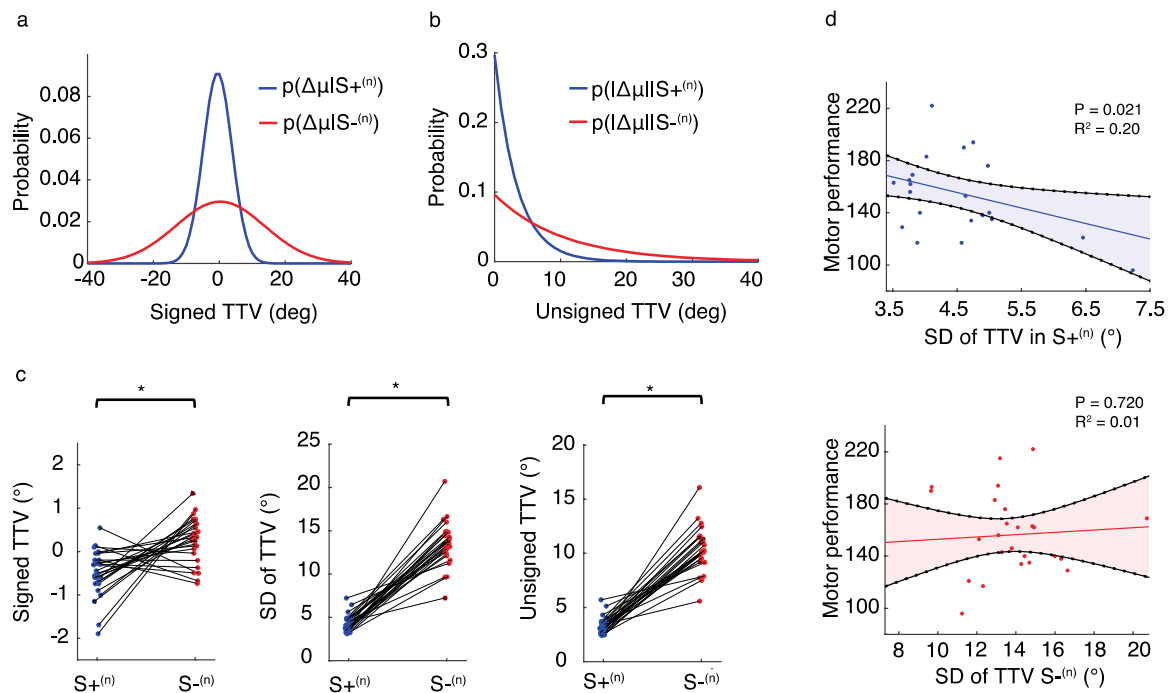 a
0.08
0.06
0.04
0.02
0
Probability
-40
-20
0
20
40
Signed TTV (deg)
p(Δμ|S+(n))
p(Δμ|S-(n))
b
0.3
0.2
0.1
0
Probability
0
10
20
30
40
Unsigned TTV (deg)
p(|Δμ||S+(n))
p(|Δμ||S-(n))
c
*
2
1
0
-1
-2
Signed TTV (°)
S+(n)
S-(n)
*
25
20
15
10
5
0
SD of TTV (°)
S+(n)
S-(n)
*
20
15
10
5
0
Unsigned TTV (°)
S+(n)
S-(n)
d
P = 0.021
R² = 0.20
220
180
140
100
Motor performance
3.5
4.5
5.5
6.5
7.5
SD of TTV in S+(n) (°)
P = 0.720
R² = 0.01
220
180
140
100
Motor performance
8
10
12
14
16
18
20
SD of TTV S-(n) (°)